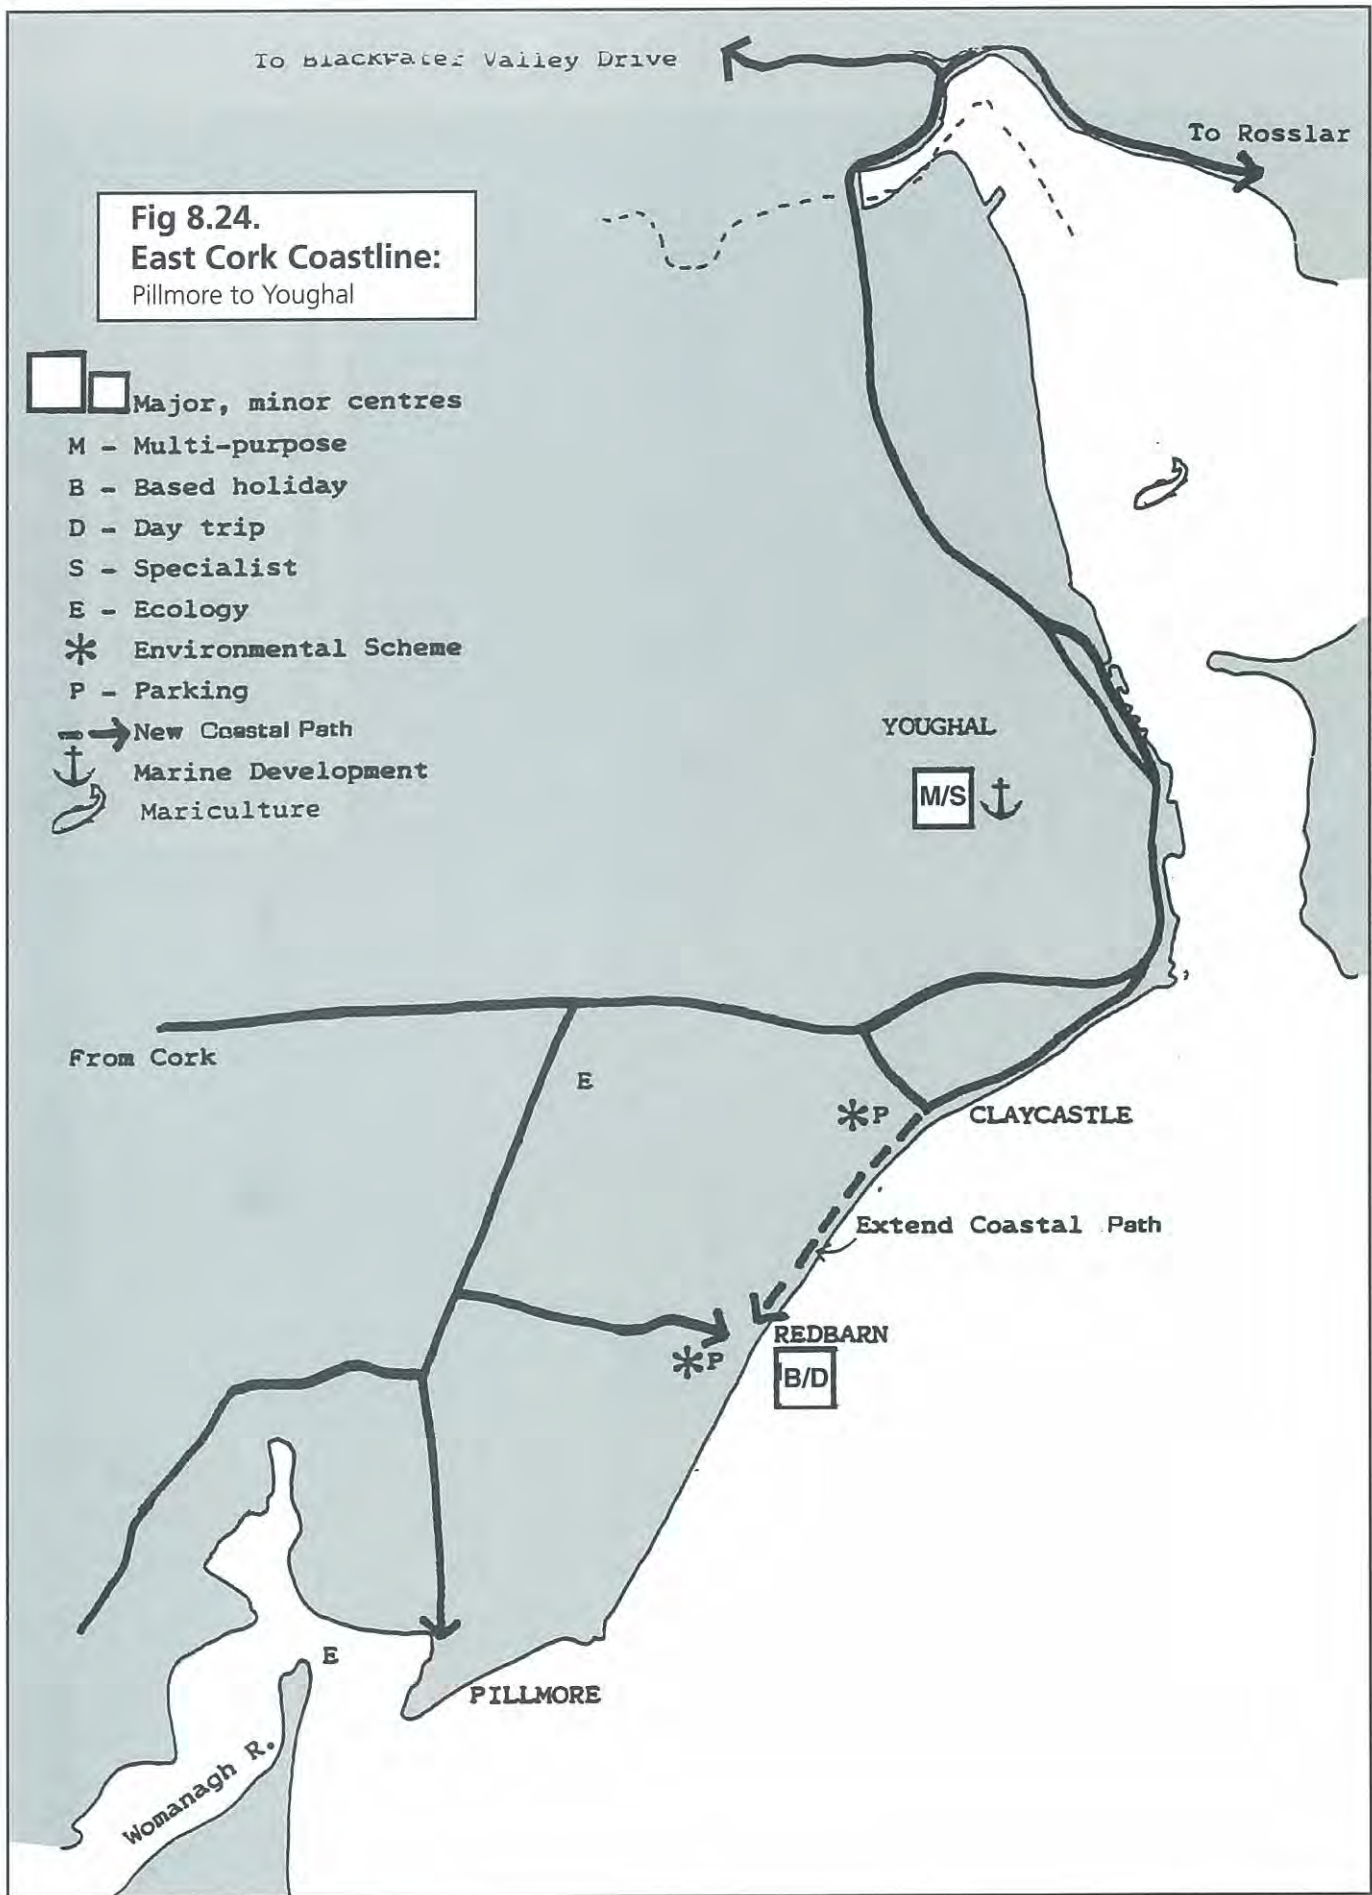 To Blackwater Valley Drive
To Rosslar
Fig 8.24.
East Cork Coastline:
Pillmore to Youghal
Major, minor centres
M - Multi-purpose
B - Based holiday
D - Day trip
S - Specialist
E - Ecology
Environmental Scheme
P - Parking
New Coastal Path
Marine Development
Mariculture
YOUGHAL
M/S
From Cork
E
P
CLAYCASTLE
Extend Coastal Path
REDBARN
P
B/D
E
PILLMORE
Womanagh R.